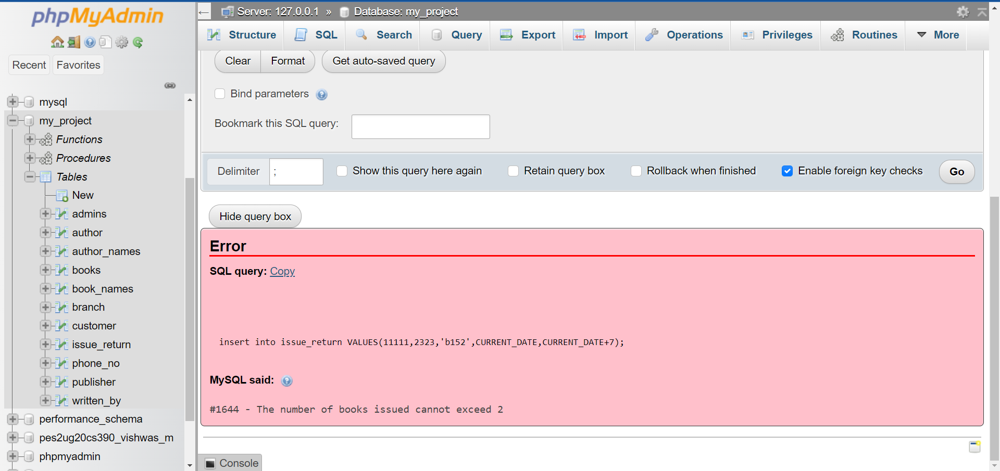 phpMyAdmin
Recent
Favorites
mysql
my_project
Functions
Procedures
Tables
New
admins
author
author_names
books
book_names
branch
customer
issue_return
phone_no
publisher
written_by
performance_schema
pes2ug20cs390_vishwas_m
phpmyadmin
Server: 127.0.0.1 » Database: my_project
Structure
SQL
Search
Query
Export
Import
Operations
Privileges
Routines
More
Clear
Format
Get auto-saved query
Bind parameters
Bookmark this SQL query:
Delimiter
;
Show this query here again
Retain query box
Rollback when finished
Enable foreign key checks
Go
Hide query box
Error
SQL query: Copy
insert into issue_return VALUES(11111,2323,'b152',CURRENT_DATE,CURRENT_DATE+7);
MySQL said:
#1644 - The number of books issued cannot exceed 2
Console